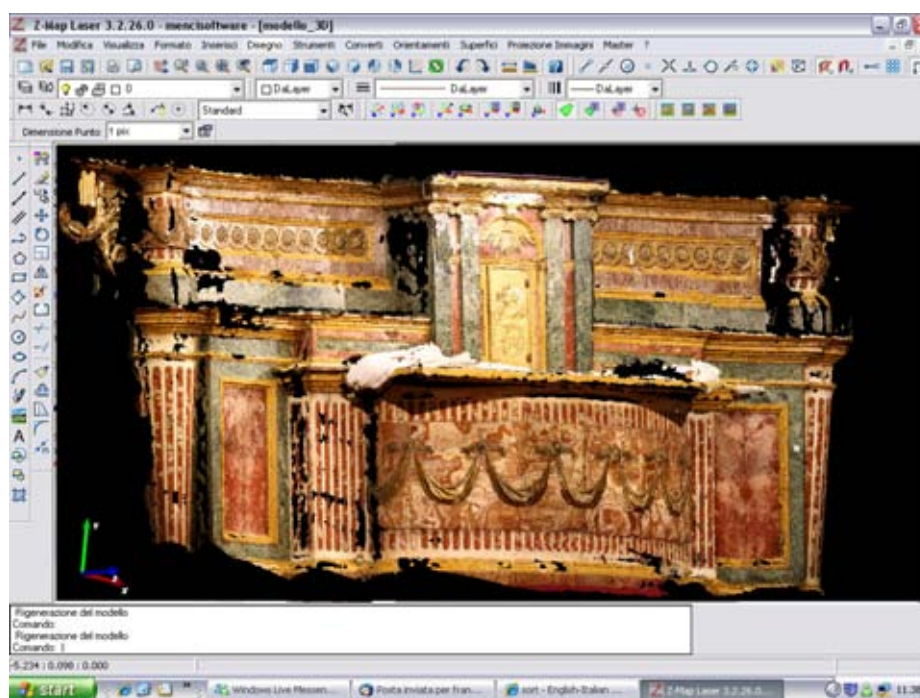 Z-Map Laser 3.2.26.0 - mencisoftware - [modello_3D]
File Modifica Visualizza Formato Inserisci Disegno Strumenti Converti Orientamenti Superfici Proiezione Immagini Master ?
0 DaLayer DaLayer DaLayer
Standard
Dimensione Punto: 1 pix
A
Y
X
Rigenerazione del modello
Comando:
Rigenerazione del modello
Comando:
-5.234 : 0.098 : 0.000
start Windows Live Messen... Posta inviata per fran... sort - English-Italian ... Z-Map Laser 3.2.26.0...